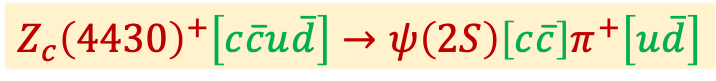 Z_c(4430)^+[cc̄ud̄] → ψ(2S)[cc̄]π^+[ud̄]